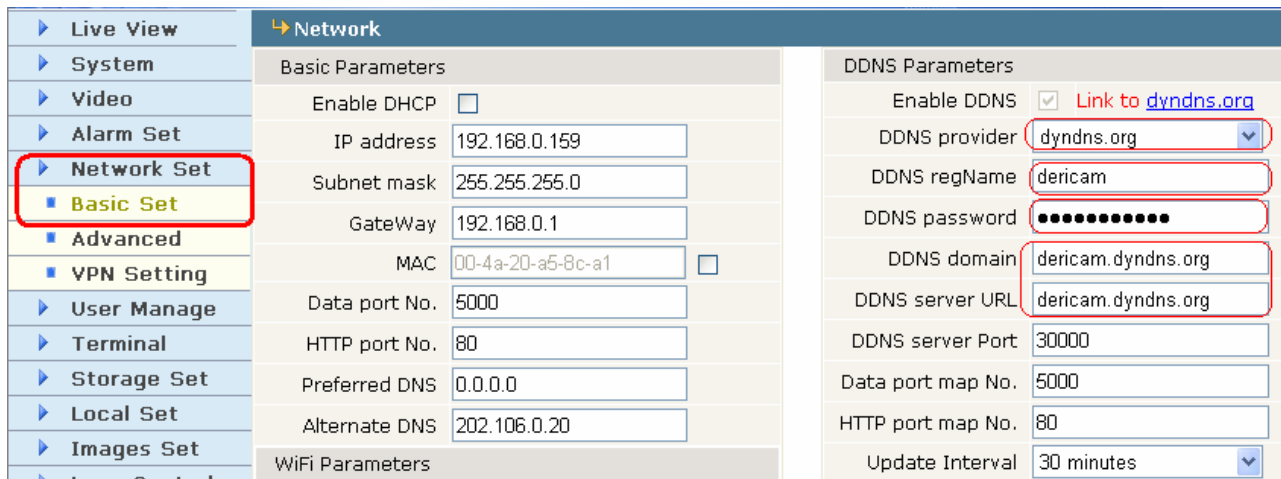 Live View
System
Video
Alarm Set
Network Set
Basic Set
Advanced
VPN Setting
User Manage
Terminal
Storage Set
Local Set
Images Set
Network
Basic Parameters
Enable DHCP
IP address 192.168.0.159
Subnet mask 255.255.255.0
GateWay 192.168.0.1
MAC 00-4a-20-a5-8c-a1
Data port No. 5000
HTTP port No. 80
Preferred DNS 0.0.0.0
Alternate DNS 202.106.0.20
WiFi Parameters
DDNS Parameters
Enable DDNS Link to dyndns.org
DDNS provider dyndns.org
DDNS regName dericam
DDNS password ●●●●●●●●●●●
DDNS domain dericam.dyndns.org
DDNS server URL dericam.dyndns.org
DDNS server Port 30000
Data port map No. 5000
HTTP port map No. 80
Update Interval 30 minutes